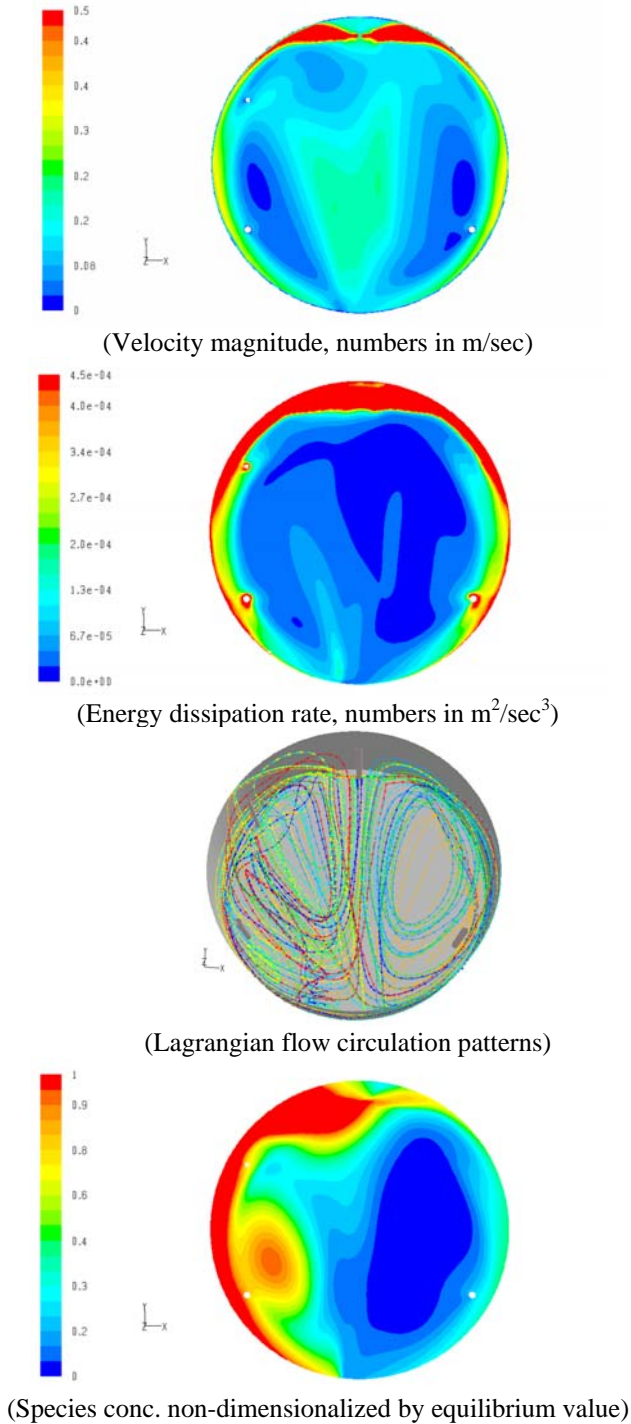 0.5
0.4
0.4
0.3
0.2
0.2
0.08
0
Y
Z X
(Velocity magnitude, numbers in m/sec)
4.5e-04
4.0e-04
3.4e-04
2.7e-04
2.0e-04
1.3e-04
6.7e-05
0.0e+00
Y
Z X
(Energy dissipation rate, numbers in m²/sec³)
Y
Z X
(Lagrangian flow circulation patterns)
1
0.9
0.8
0.6
0.4
0.3
0.2
0
Y
Z X
(Species conc. non-dimensionalized by equilibrium value)